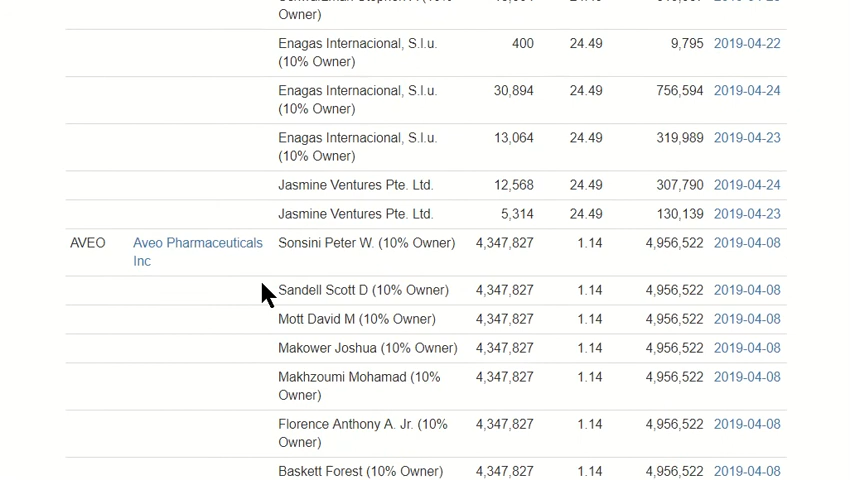 Owner)
Enagas Internacional, S.l.u. 400 24.49 9,795 2019-04-22
(10% Owner)
Enagas Internacional, S.l.u. 30,894 24.49 756,594 2019-04-24
(10% Owner)
Enagas Internacional, S.l.u. 13,064 24.49 319,989 2019-04-23
(10% Owner)
Jasmine Ventures Pte. Ltd. 12,568 24.49 307,790 2019-04-24
Jasmine Ventures Pte. Ltd. 5,314 24.49 130,139 2019-04-23
AVEO Aveo Pharmaceuticals Sonsini Peter W. (10% Owner) 4,347,827 1.14 4,956,522 2019-04-08
Inc
Sandell Scott D (10% Owner) 4,347,827 1.14 4,956,522 2019-04-08
Mott David M (10% Owner) 4,347,827 1.14 4,956,522 2019-04-08
Makower Joshua (10% Owner) 4,347,827 1.14 4,956,522 2019-04-08
Makhzoumi Mohamad (10% 4,347,827 1.14 4,956,522 2019-04-08
Owner)
Florence Anthony A. Jr. (10% 4,347,827 1.14 4,956,522 2019-04-08
Owner)
Baskett Forest (10% Owner) 4,347,827 1.14 4,956,522 2019-04-08